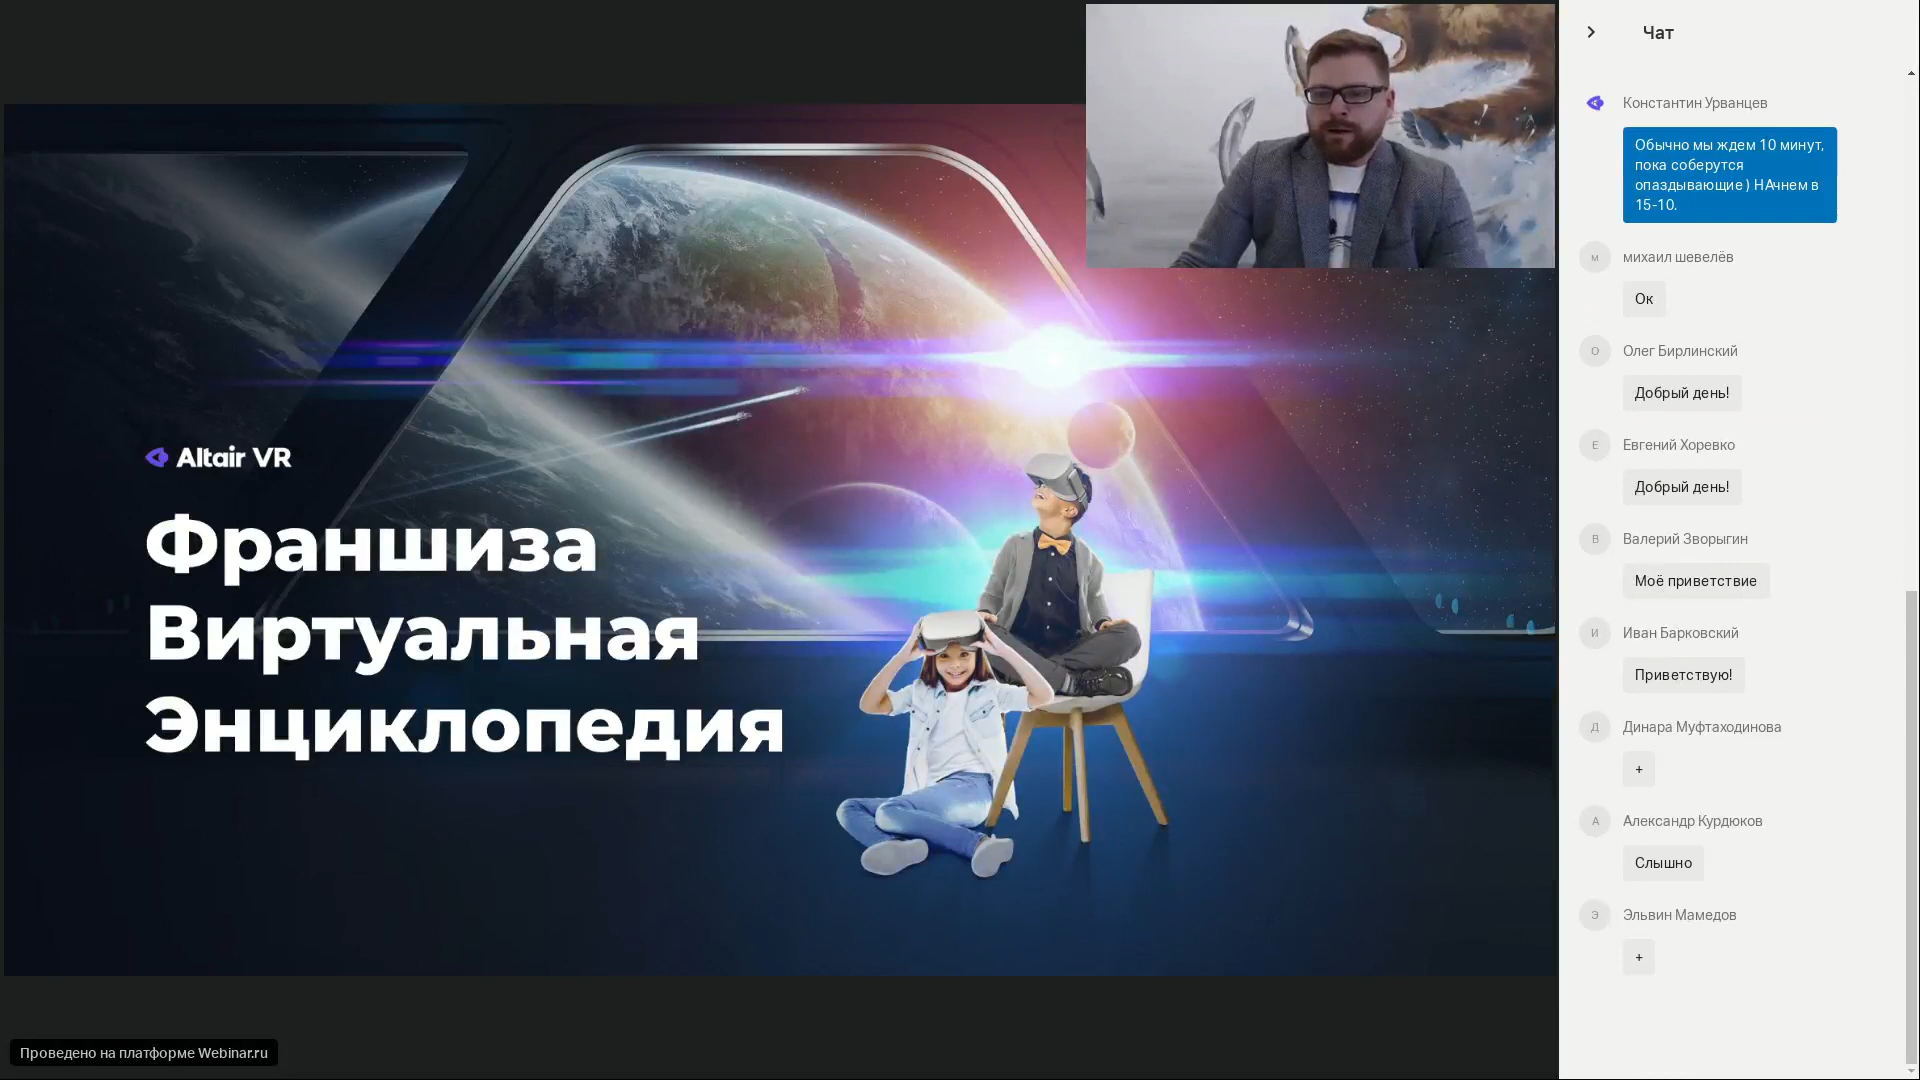 Altair VR
Франшиза
Виртуальная
Энциклопедия
Проведено на платформе Webinar.ru
Чат
Константин Урванцев
Обычно мы ждем 10 минут,
пока соберутся
опаздывающие ) НАчнем в
15-10.
м
михаил шевелёв
Ок
О
Олег Бирлинский
Добрый день!
Е
Евгений Хоревко
Добрый день!
В
Валерий Зворыгин
Моё приветствие
И
Иван Барковский
Приветствую!
Д
Динара Муфтаходинова
+
А
Александр Курдюков
Слышно
Э
Эльвин Мамедов
+